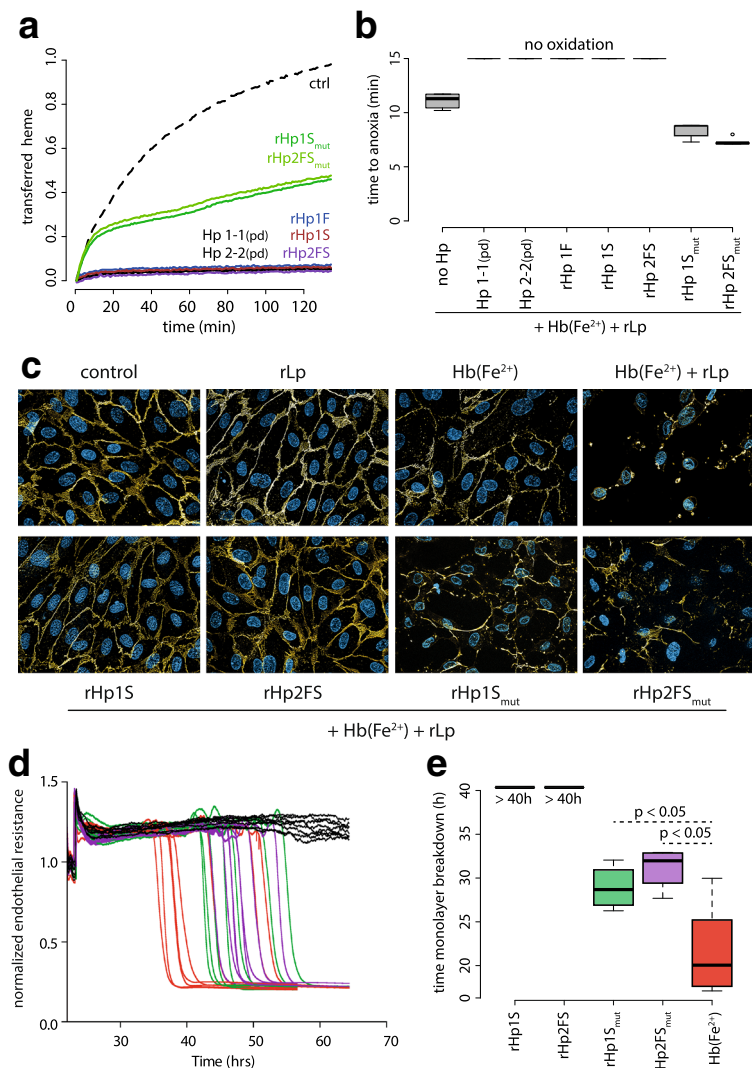 a
1.0
0.8
0.6
0.4
0.2
0.0
transferred heme
ctrl
rHp1Smut
rHp2FSmut
rHp1F
Hp 1-1(pd) rHp1S
Hp 2-2(pd) rHp2FS
0 20 40 60 80 100 120
time (min)
b
no oxidation
15
10
5
0
time to anoxia (min)
no Hp
Hp 1-1(pd)
Hp 2-2(pd)
rHp 1F
rHp 1S
rHp 2FS
rHp 1Smut
rHp 2FSmut
+ Hb(Fe²⁺) + rLp
c
control rLp Hb(Fe²⁺) Hb(Fe²⁺) + rLp
rHp1S rHp2FS rHp1Smut rHp2FSmut
+ Hb(Fe²⁺) + rLp
d
1.5
1.0
0.5
0.0
normalized endothelial resistance
30 40 50 60 70
Time (hrs)
e
40
35
30
20
0
time monolayer breakdown (h)
> 40h > 40h
p < 0.05
p < 0.05
rHp1S
rHp2FS
rHp1Smut
Hp2FSmut
Hb(Fe²⁺)